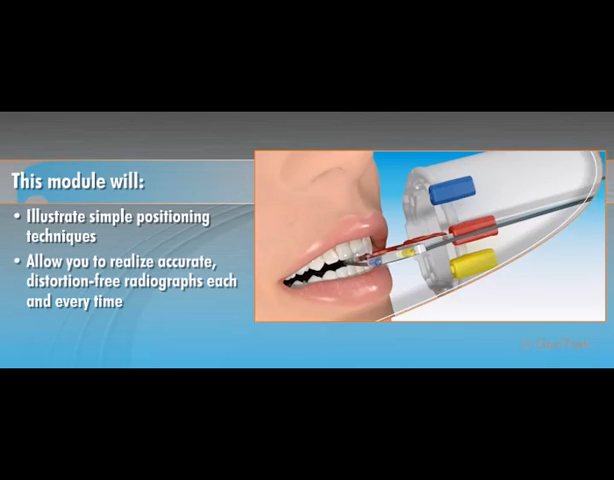 This module will:
• Illustrate simple positioning
techniques
• Allow you to realize accurate,
distortion-free radiographs each
and every time